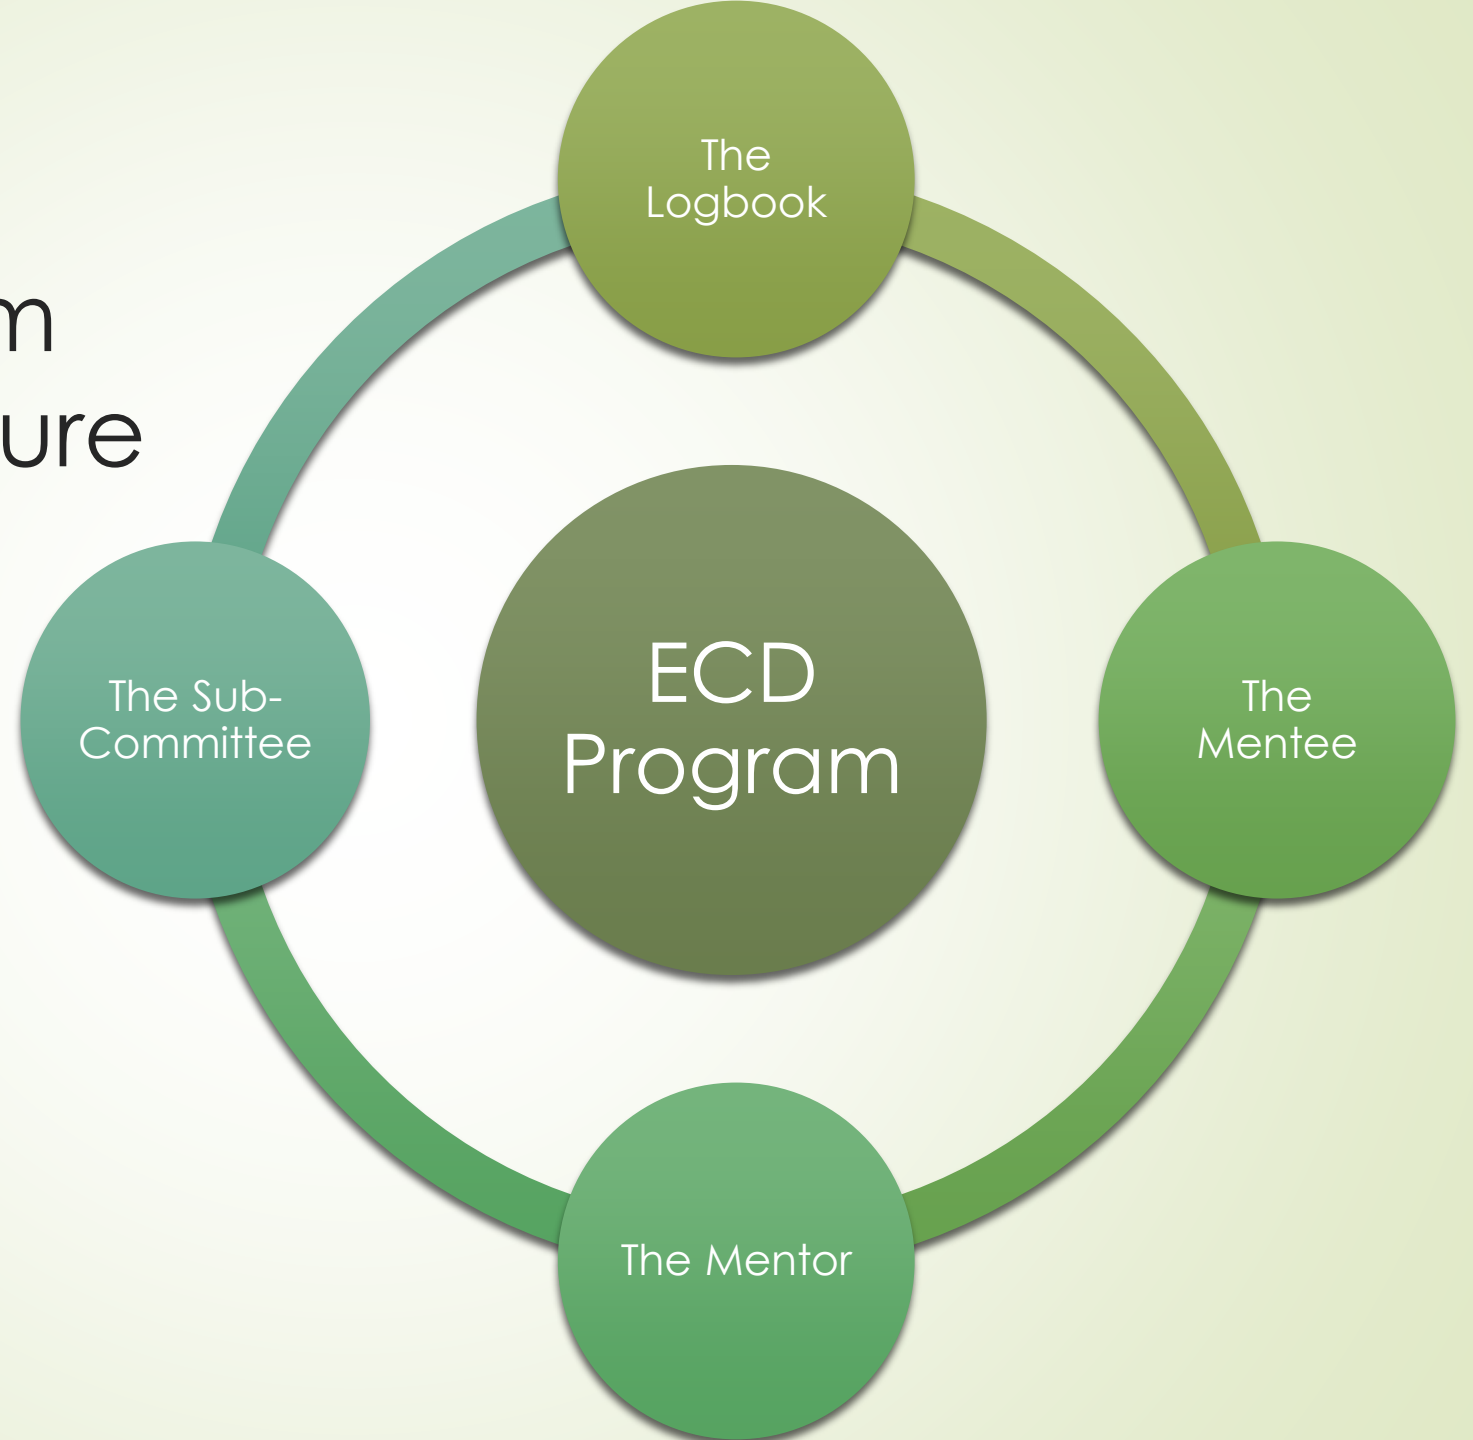 The
Logbook
m
ure
ECD
Program
The Sub-
Committee
The
Mentee
The Mentor